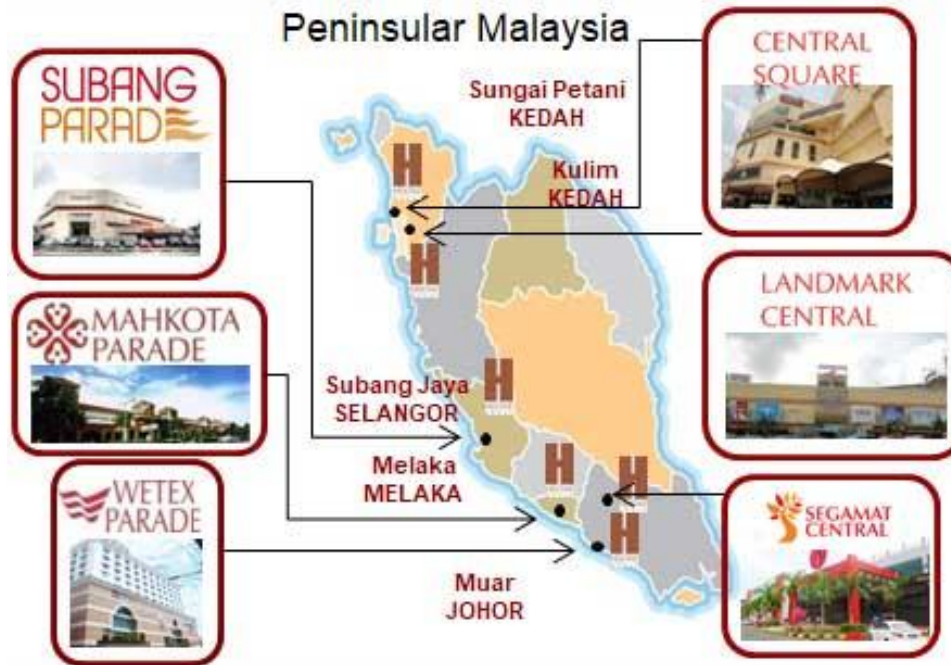 Peninsular Malaysia
SUBANG
PARADE
CENTRAL
SQUARE
Sungai Petani
KEDAH
Kulim
KEDAH
MAHKOTA
PARADE
LANDMARK
CENTRAL
Subang Jaya
SELANGOR
Melaka
MELAKA
WETEX
PARADE
SEGAMAT
CENTRAL
Muar
JOHOR
H
H
H
H
H
H